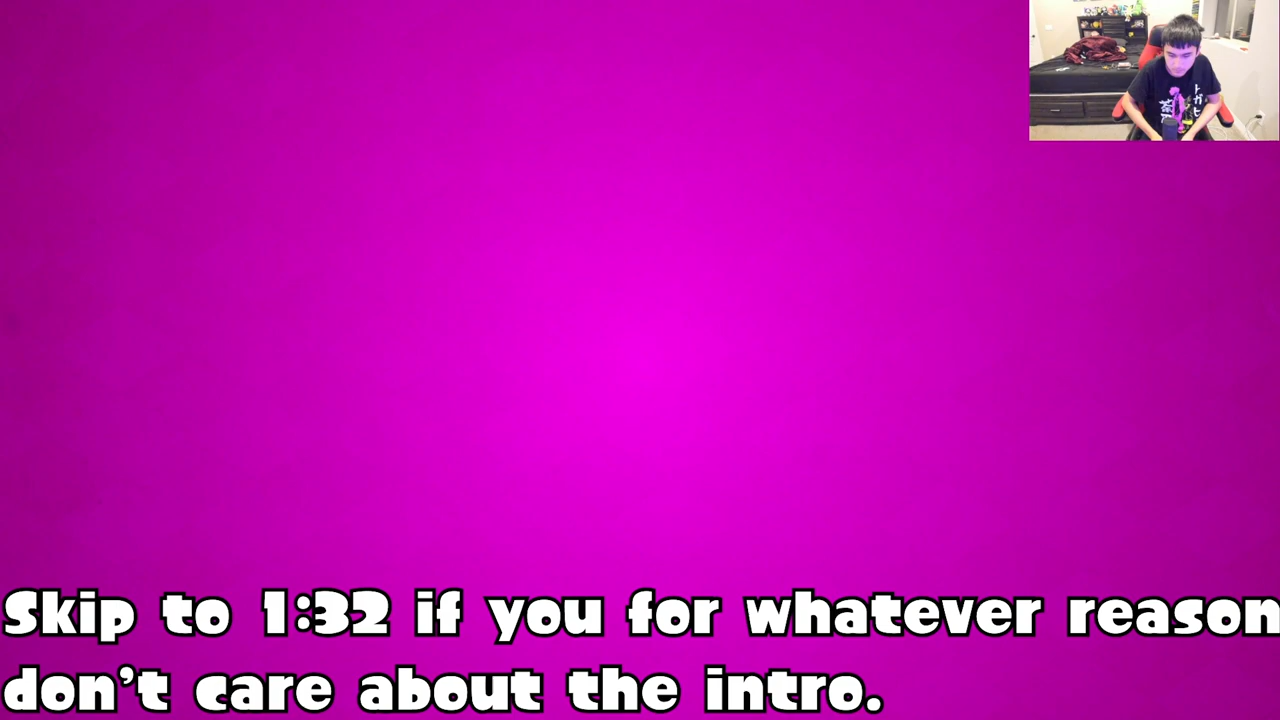 Skip to 1:32 if you for whatever reason
don't care about the intro.